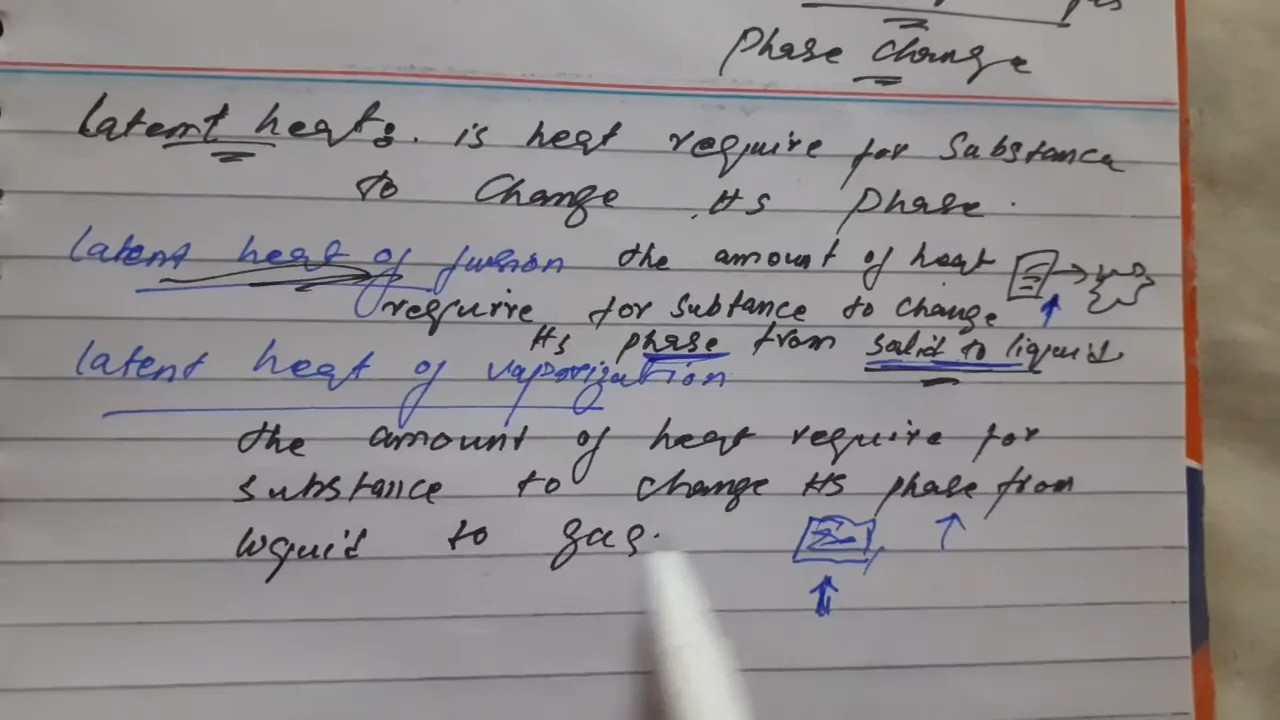 Phase change
Latent heat:. is heat require for Substance
to Change its phase.
latent heat of fusion the amount of heat
require for subtance to change
its phase from solid to liquid
latent heat of vaporization
the amount of heat require for
substance to change its phase from
liquid to gas.